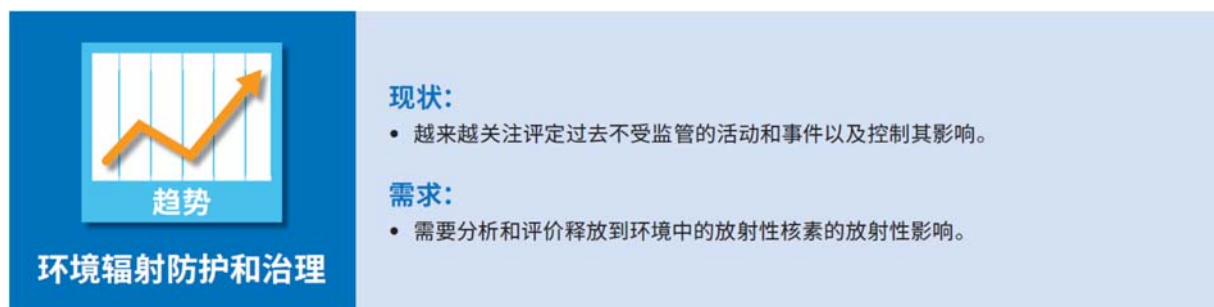 趋势
环境辐射防护和治理
现状：
• 越来越关注评定过去不受监管的活动和事件以及控制其影响。
需求：
• 需要分析和评价释放到环境中的放射性核素的放射性影响。